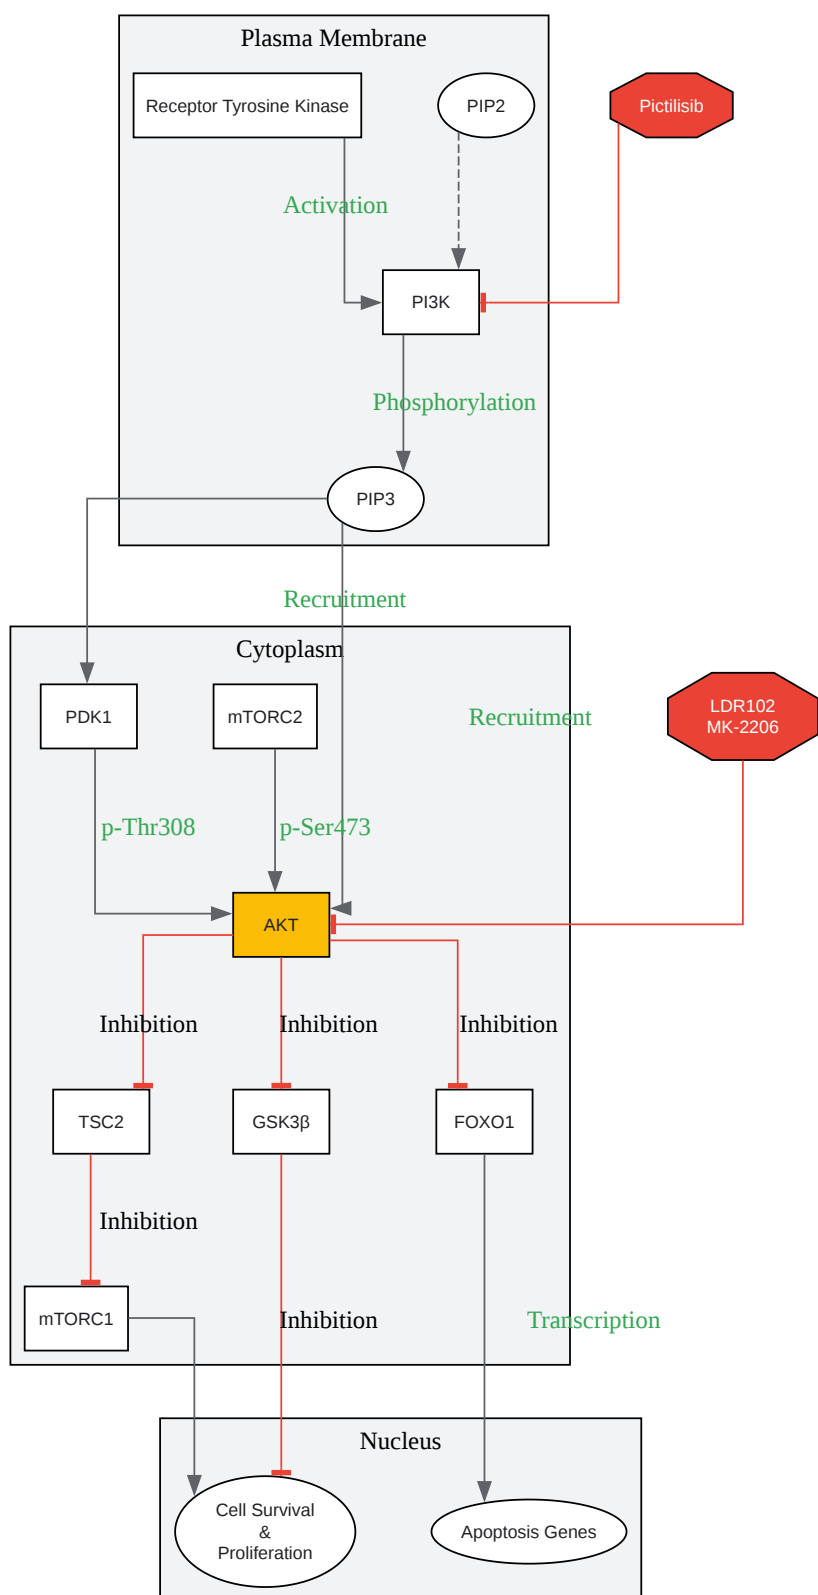 Plasma Membrane
Receptor Tyrosine Kinase
PIP2
Pictilisib
Activation
PI3K
Phosphorylation
PIP3
Recruitment
Cytoplasm
PDK1
mTORC2
Recruitment
LDR102
MK-2206
p-Thr308
p-Ser473
AKT
Inhibition
Inhibition
Inhibition
TSC2
GSK3β
FOXO1
Inhibition
mTORC1
Inhibition
Transcription
Nucleus
Cell Survival
&
Proliferation
Apoptosis Genes